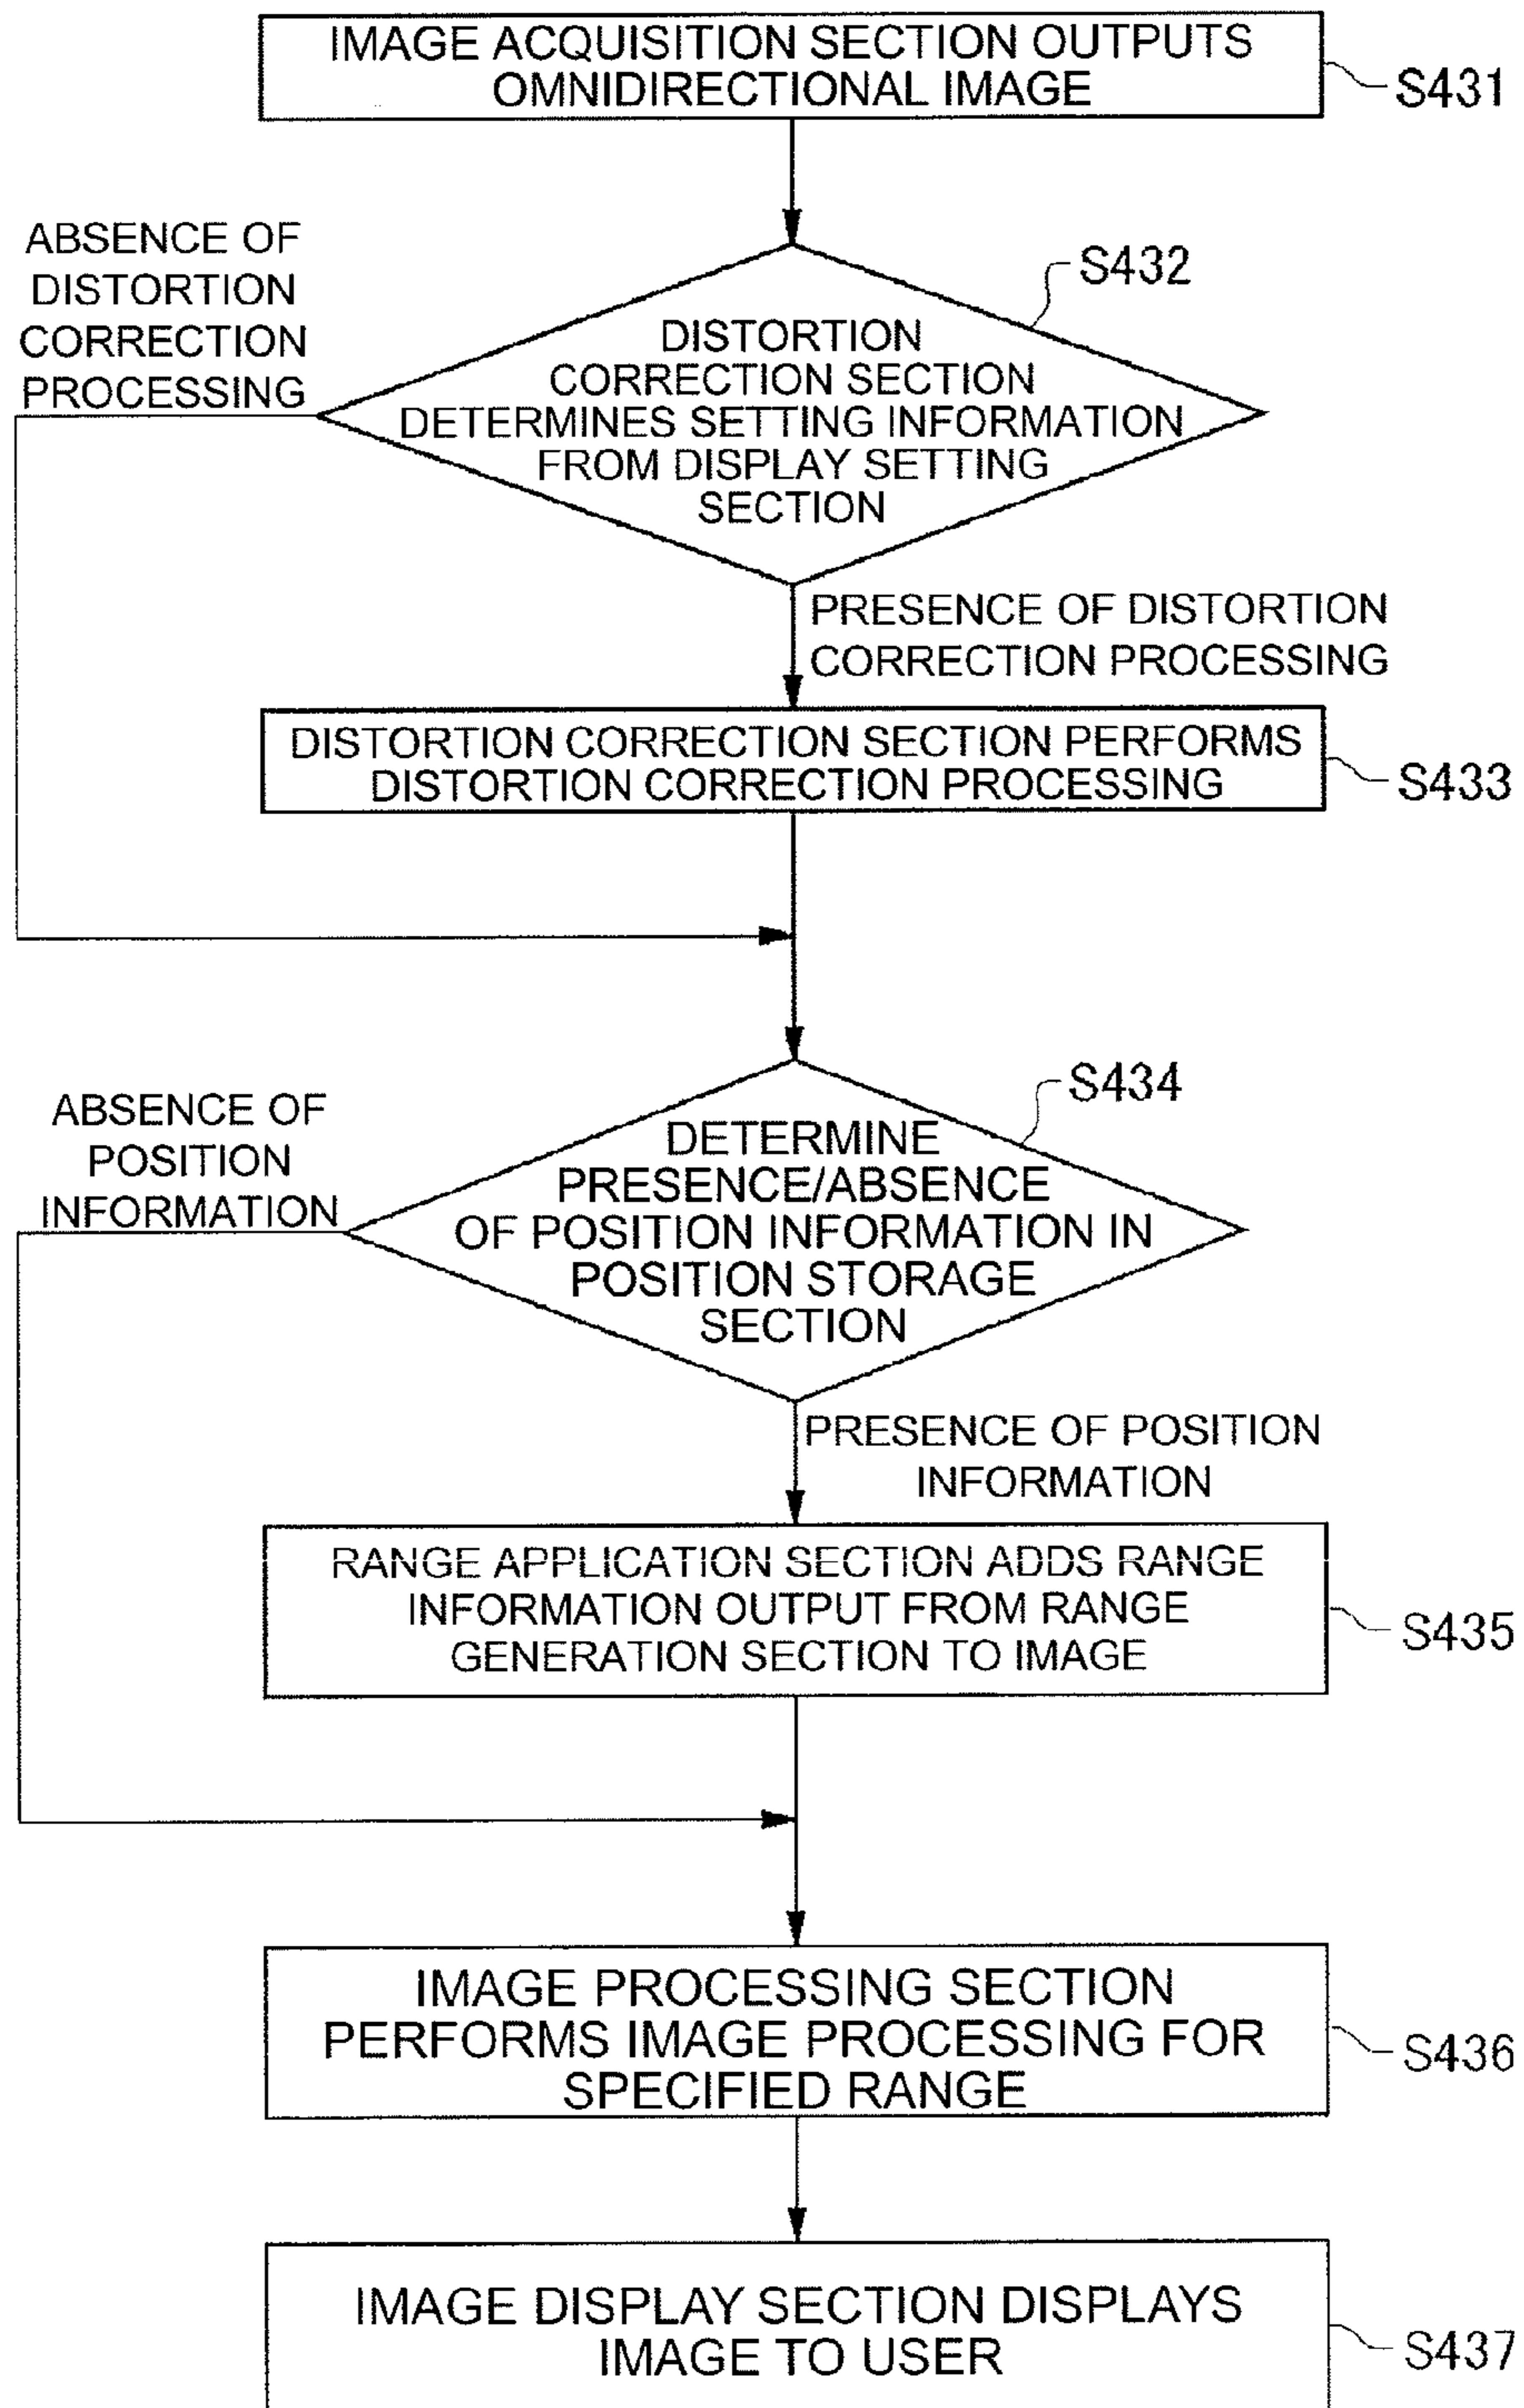 IMAGE ACQUISITION SECTION OUTPUTS
OMNIDIRECTIONAL IMAGE
S431
ABSENCE OF
DISTORTION
CORRECTION
PROCESSING
S432
DISTORTION
CORRECTION SECTION
DETERMINES SETTING INFORMATION
FROM DISPLAY SETTING
SECTION
PRESENCE OF DISTORTION
CORRECTION PROCESSING
DISTORTION CORRECTION SECTION PERFORMS
DISTORTION CORRECTION PROCESSING
S433
ABSENCE OF
POSITION
INFORMATION
S434
DETERMINE
PRESENCE/ABSENCE
OF POSITION INFORMATION IN
POSITION STORAGE
SECTION
PRESENCE OF POSITION
INFORMATION
RANGE APPLICATION SECTION ADDS RANGE
INFORMATION OUTPUT FROM RANGE
GENERATION SECTION TO IMAGE
S435
IMAGE PROCESSING SECTION
PERFORMS IMAGE PROCESSING FOR
SPECIFIED RANGE
S436
IMAGE DISPLAY SECTION DISPLAYS
IMAGE TO USER
S437